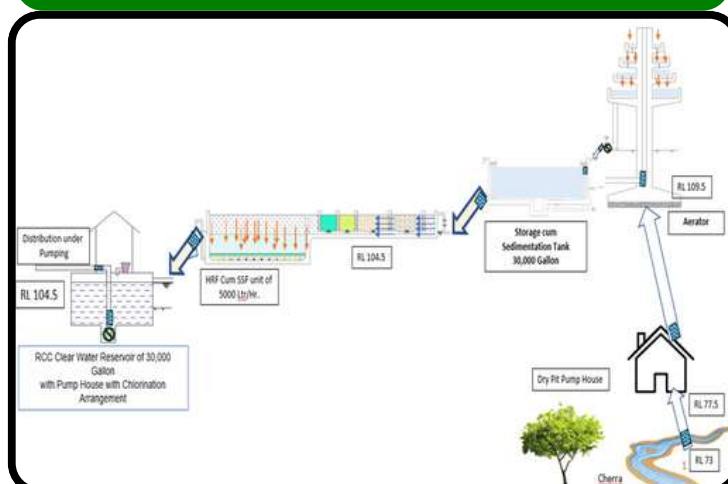 RL 109.5
Aerator
Storage cum
Sedimentation Tank
30,000 Gallon
Distribution under
Pumping
RL 104.5
HRF Cum SSF unit of
5000 Ltr/Hr.
RL 104.5
RCC Clear Water Reservoir of 30,000
Gallon
with Pump House with Chlorination
Arrangement
Dry Pit Pump House
RL 77.5
RL 73
Cherra